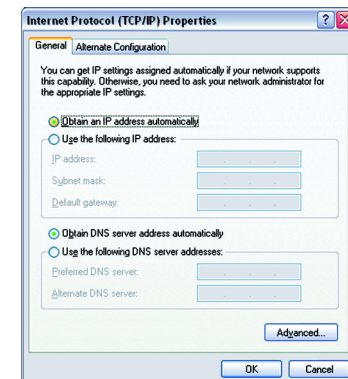 Internet Protocol (TCP/IP) Properties
General
Alternate Configuration
You can get IP settings assigned automatically if your network supports
this capability. Otherwise, you need to ask your network administrator for
the appropriate IP settings.
Obtain an IP address automatically
Use the following IP address:
IP address:
Subnet mask:
Default gateway:
Obtain DNS server address automatically
Use the following DNS server addresses:
Preferred DNS server:
Alternate DNS server:
Advanced...
OK
Cancel